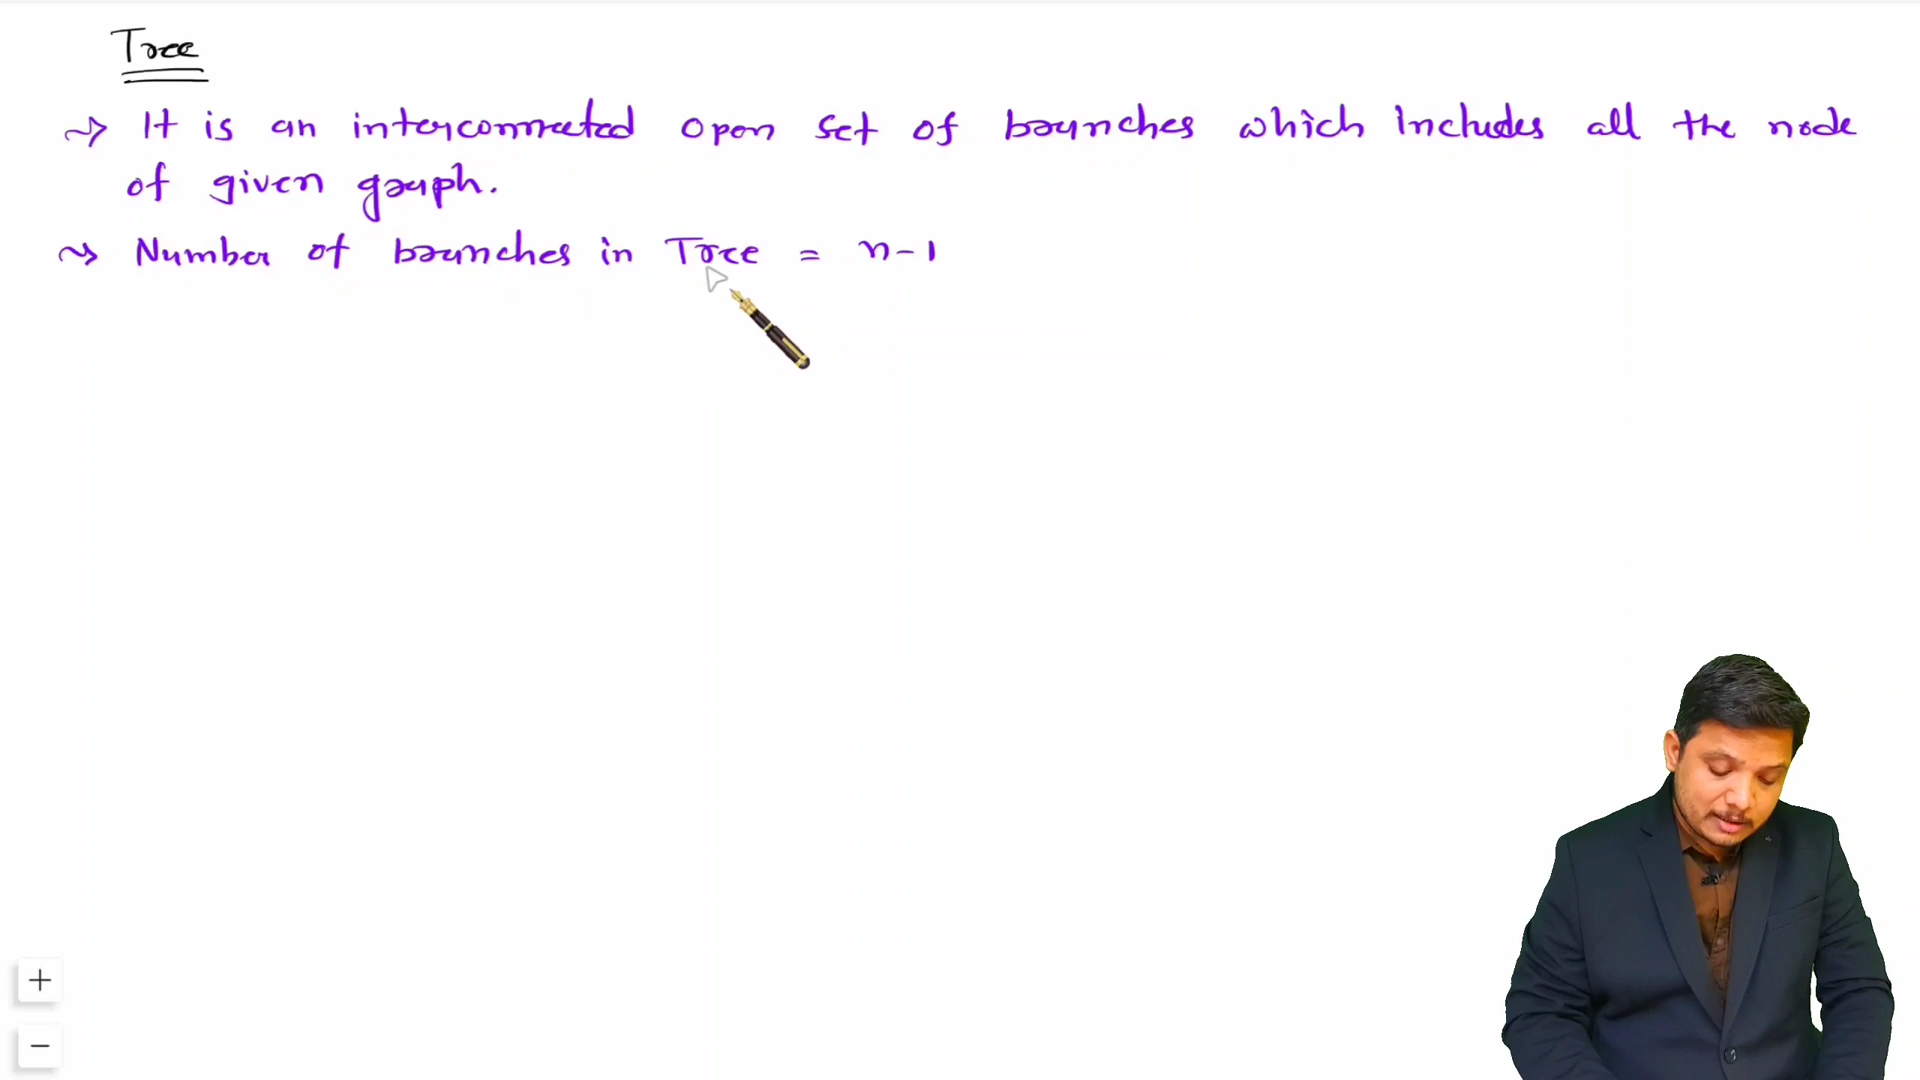 Tree
→ It is an interconnected open set of branches which includes all the node
of given graph.
→ Number of branches in Tree = n-1